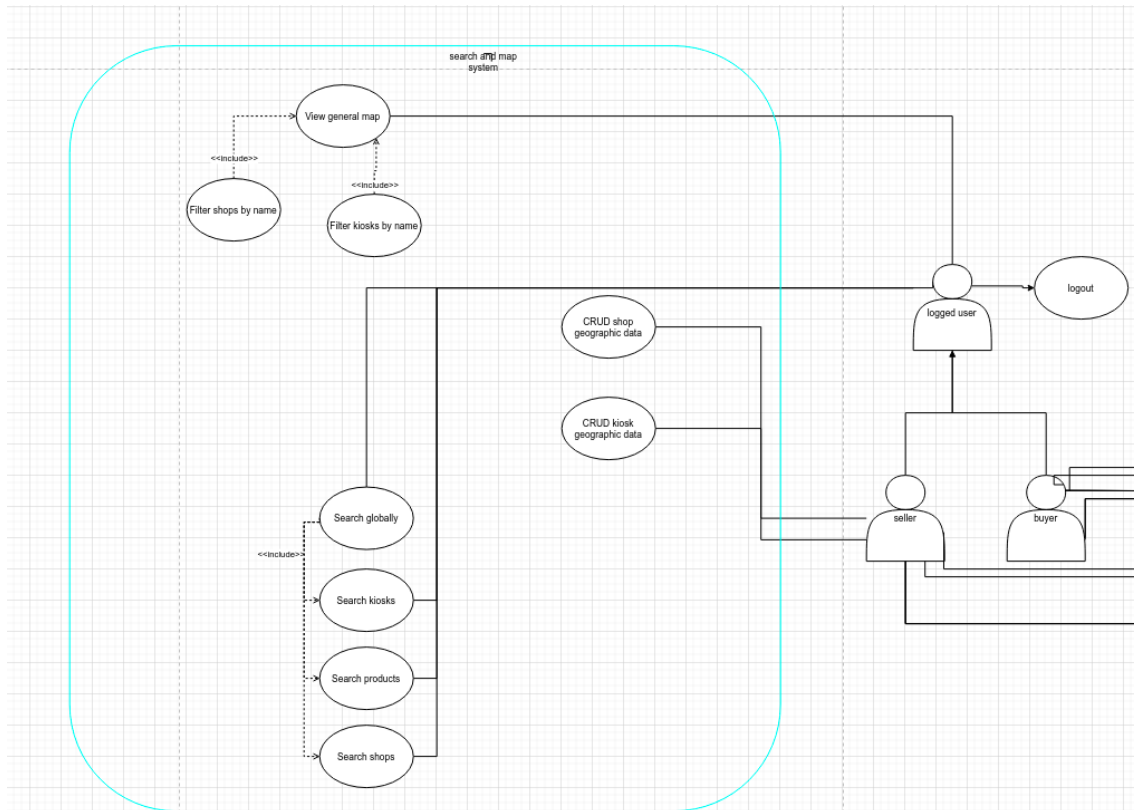 search and map
system
View general map
<<include>>
<<include>>
Filter shops by name
Filter kiosks by name
logout
logged user
CRUD shop
geographic data
CRUD kiosk
geographic data
Search globally
seller
buyer
<<include>>
Search kiosks
Search products
Search shops